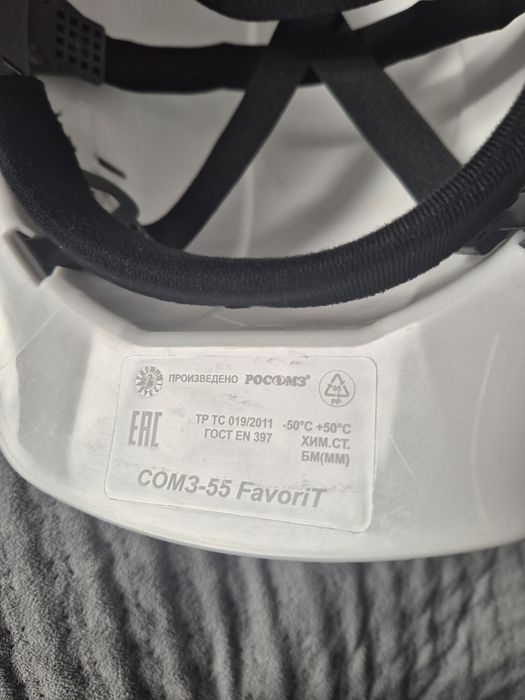 ПРОИЗВЕДЕНО РОСОМЗ®
05
PP
EAC
ТР ТС 019/2011 -50°C +50°C
ГОСТ EN 397 ХИМ.СТ.
БМ(ММ)
СОМЗ-55 FavoriT